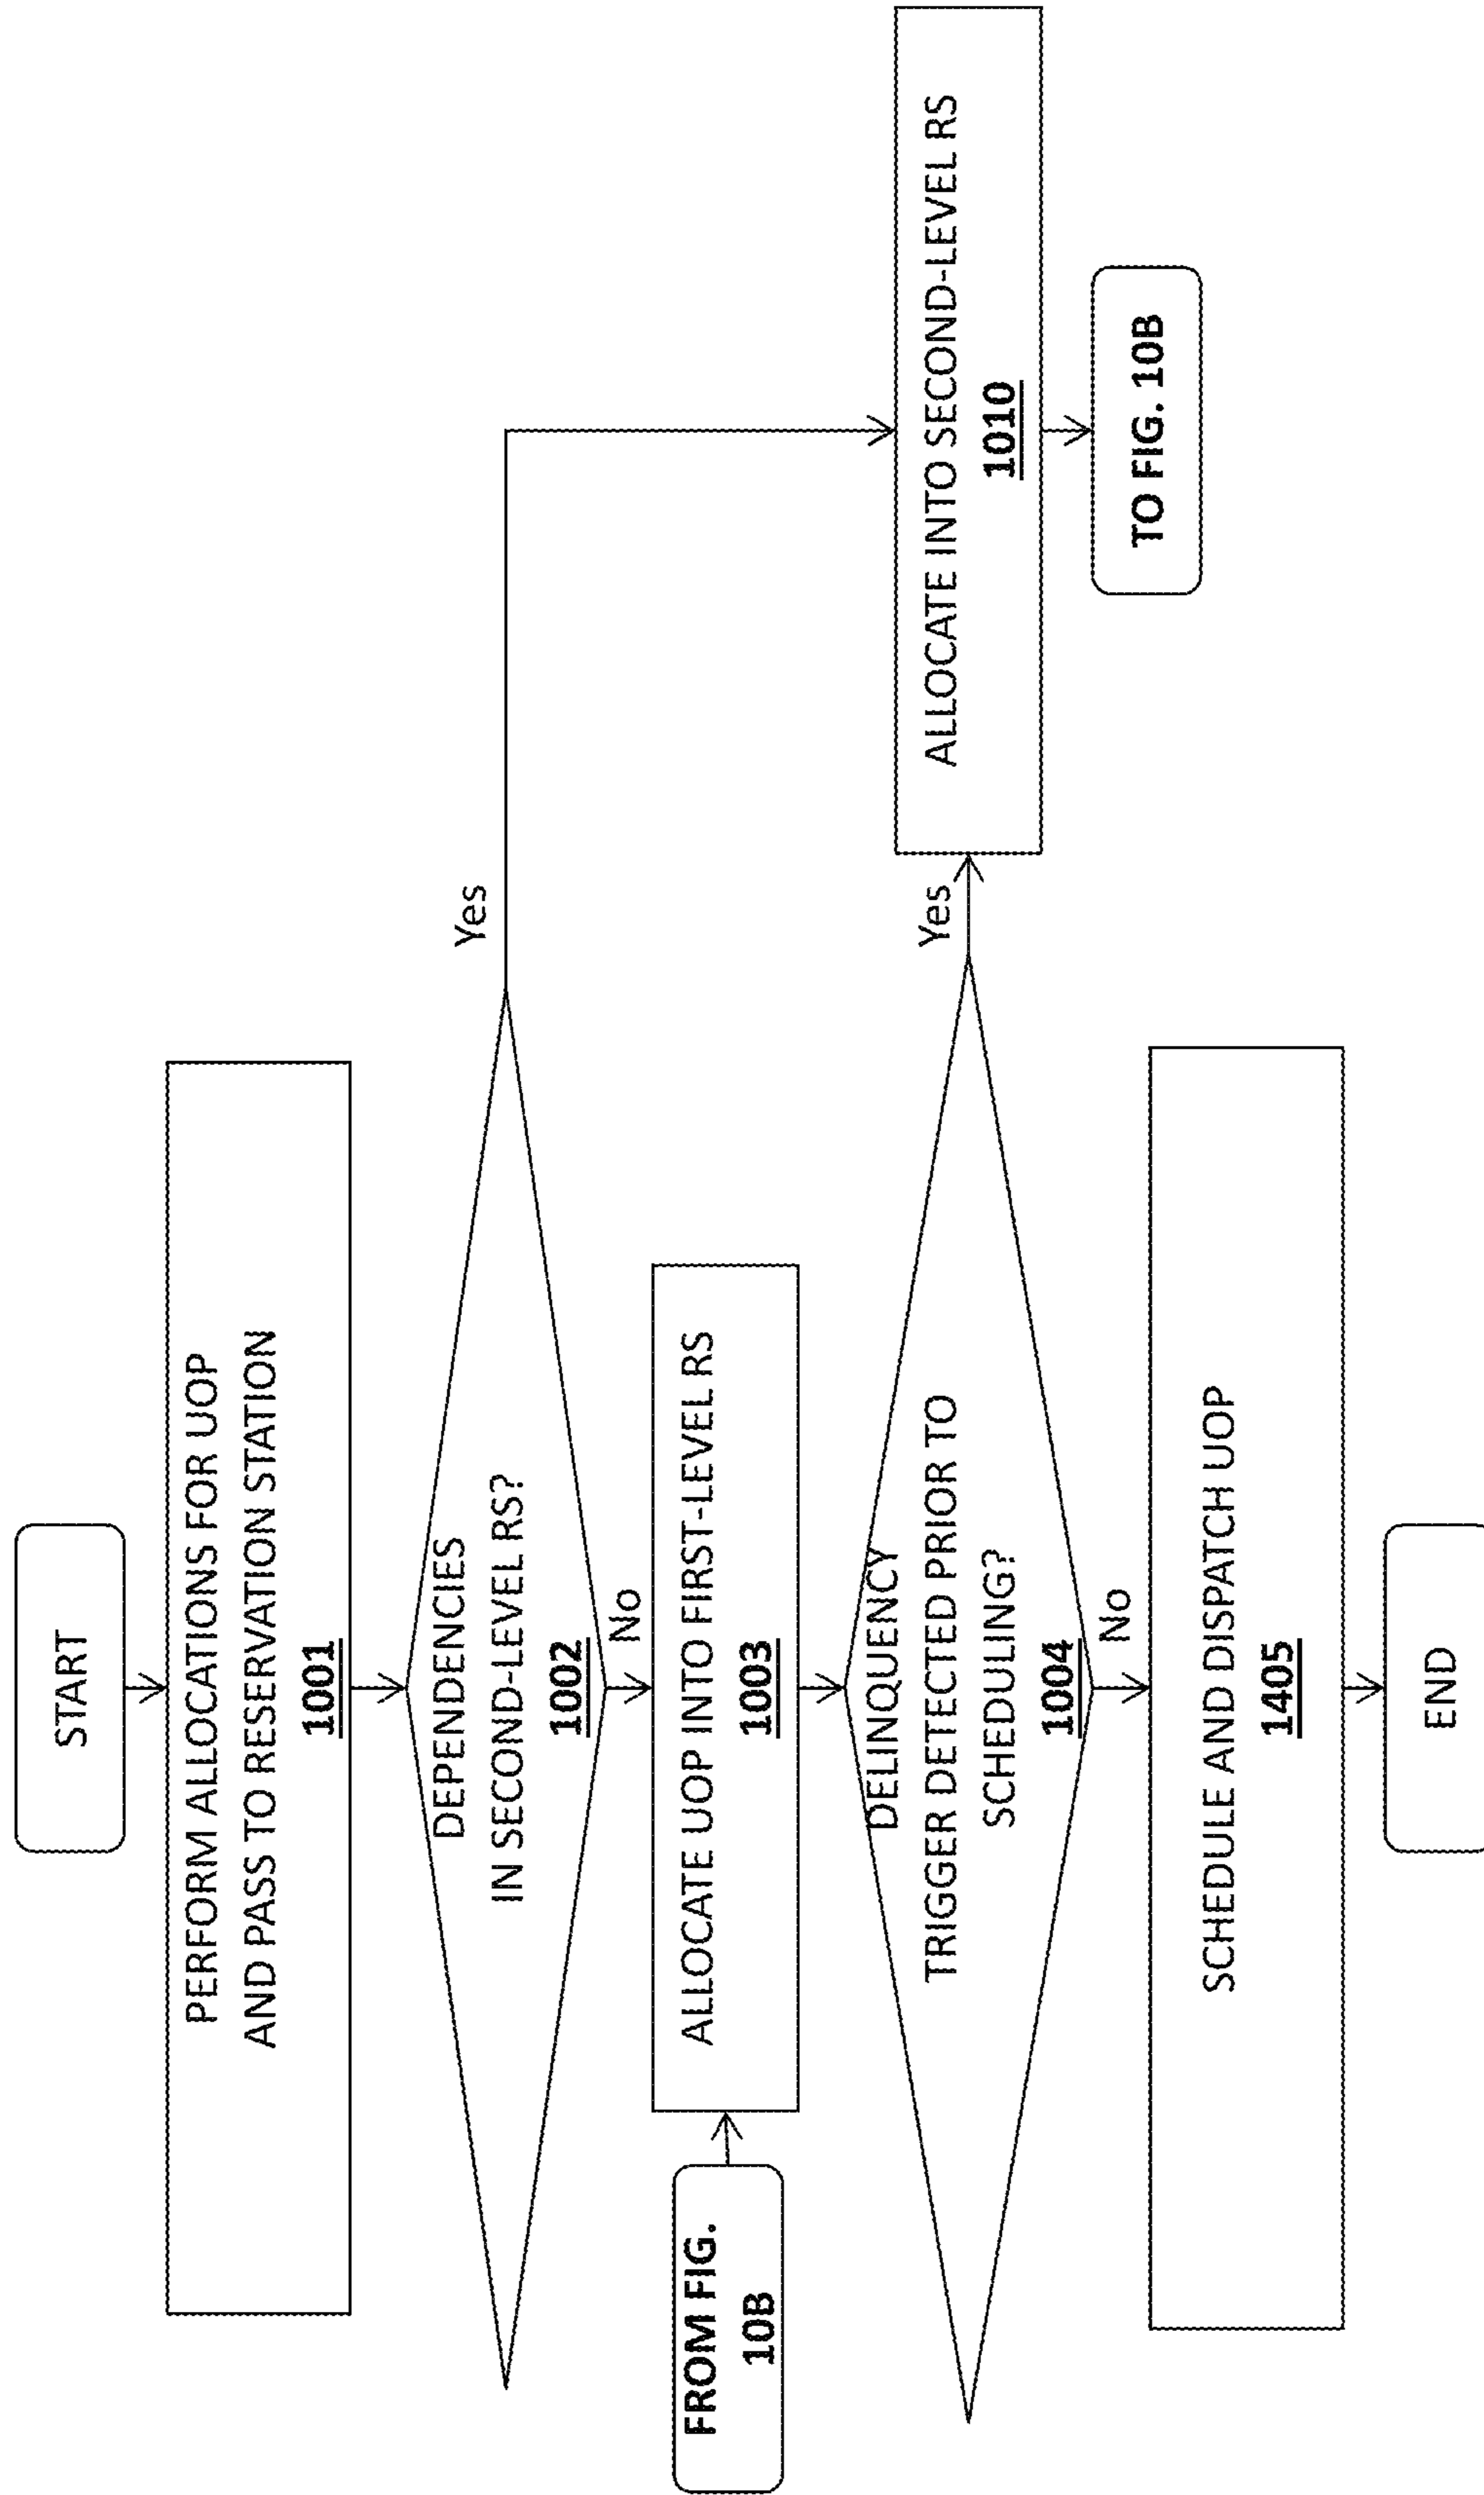 START
PERFORM ALLOCATIONS FOR UOP
AND PASS TO RESERVATION STATION
1001
DEPENDENCIES
IN SECOND-LEVEL RS?
1002
Yes
No
FROM FIG.
10B
ALLOCATE UOP INTO FIRST-LEVEL RS
1003
DELINQUENCY
TRIGGER DETECTED PRIOR TO
SCHEDULING?
1004
Yes
No
ALLOCATE INTO SECOND-LEVEL RS
1010
TO FIG. 10B
SCHEDULE AND DISPATCH UOP
1405
END